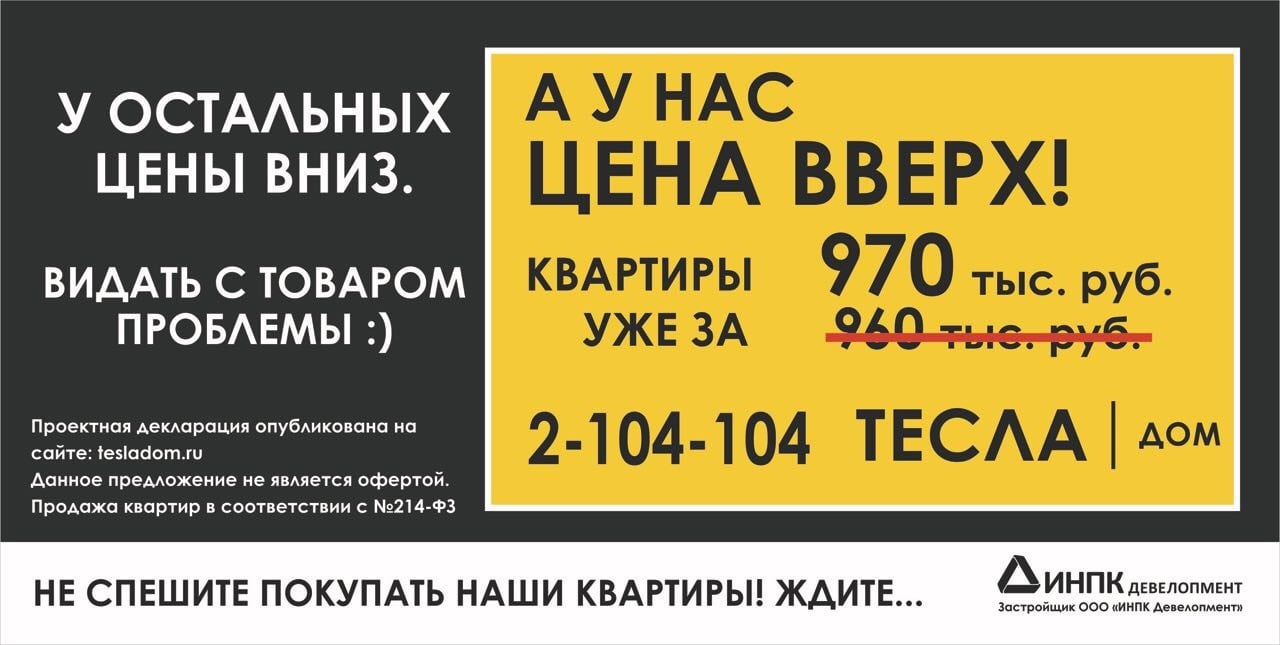 У ОСТАЛЬНЫХ
ЦЕНЫ ВНИЗ.
ВИДАТЬ С ТОВАРОМ
ПРОБЛЕМЫ :)
Проектная декларация опубликована на
сайте: tesladom.ru
Данное предложение не является офертой.
Продажа квартир в соответствии с №214-ФЗ
А У НАС
ЦЕНА ВВЕРХ!
КВАРТИРЫ 970 тыс. руб.
УЖЕ ЗА 960 тыс. руб.
2-104-104 ТЕСЛА | ДОМ
НЕ СПЕШИТЕ ПОКУПАТЬ НАШИ КВАРТИРЫ! ЖДИТЕ...
ИНПК ДЕВЕЛОПМЕНТ
Застройщик ООО «ИНПК Девелопмент»